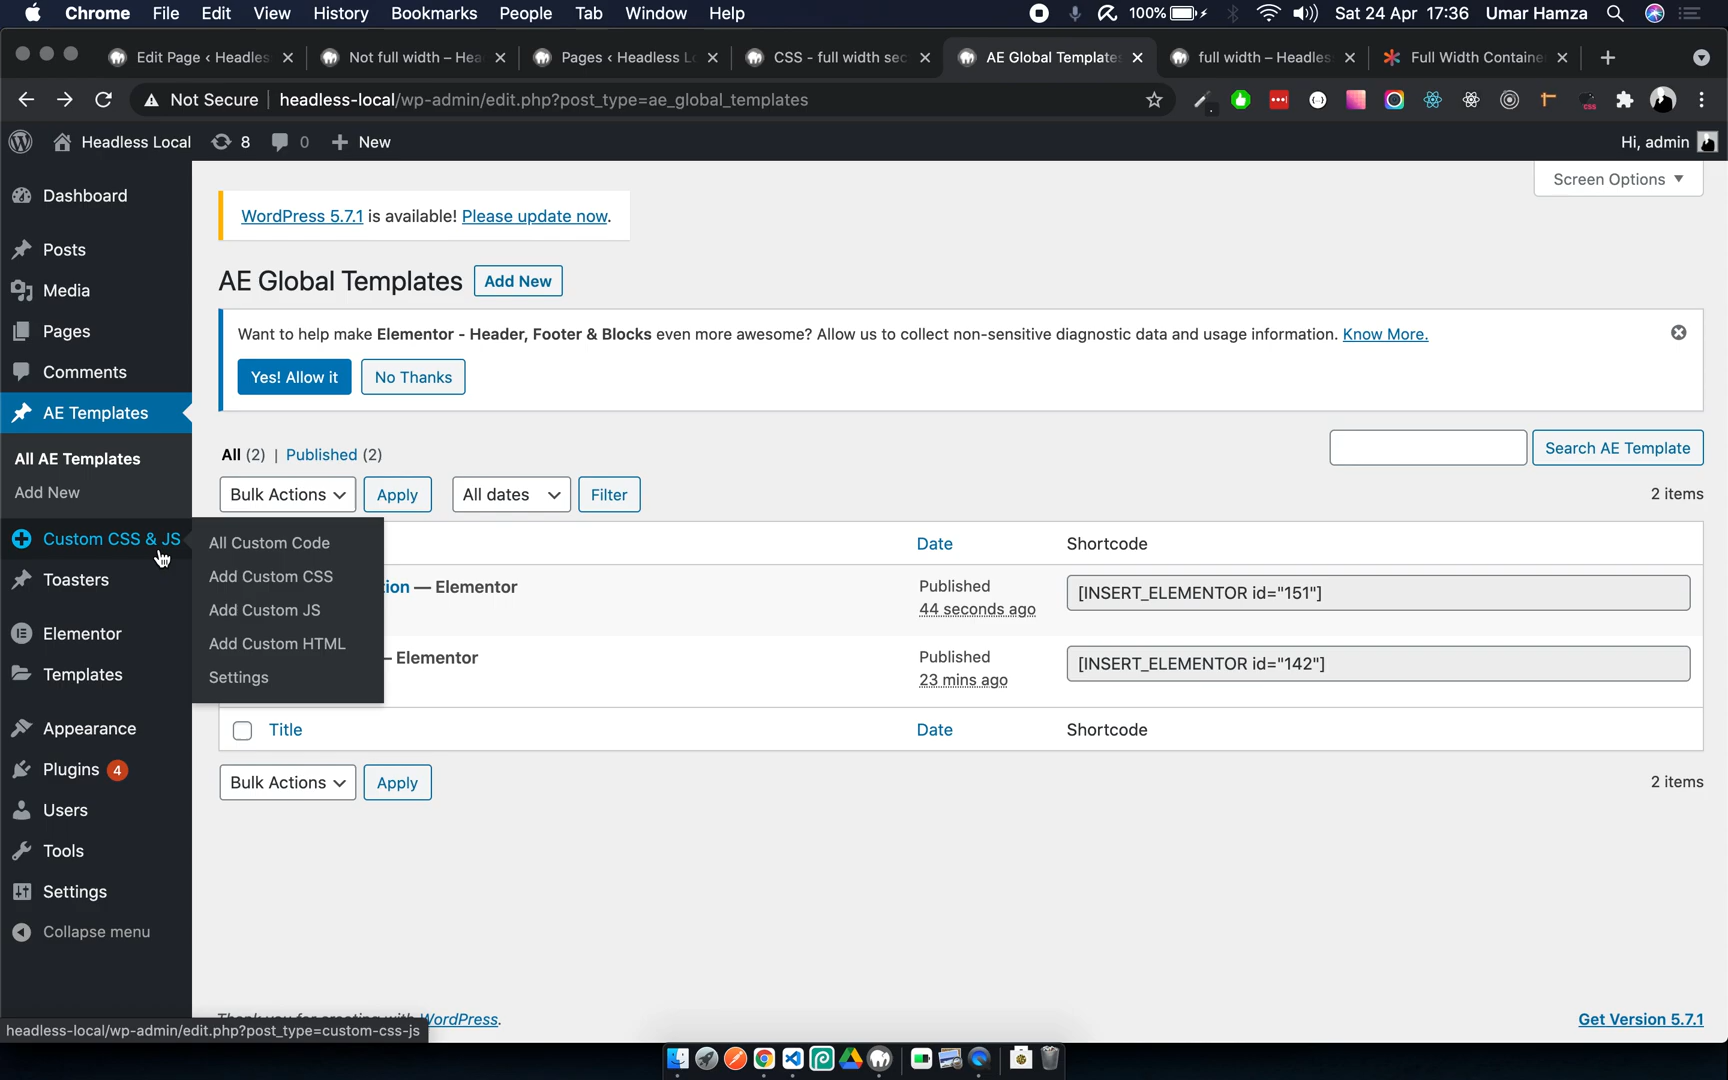 Chrome File Edit View History Bookmarks People Tab Window Help 100% Sat 24 Apr 17:36 Umar Hamza
Edit Page < Headles Not full width – Hea Pages < Headless Lo CSS - full width sec AE Global Templates full width – Headles Full Width Containe
Not Secure headless-local/wp-admin/edit.php?post_type=ae_global_templates
Headless Local 8 0 New Hi, admin
Screen Options
Dashboard
Posts
Media
Pages
Comments
AE Templates
All AE Templates
Add New
Custom CSS & JS
Toasters
Elementor
Templates
Appearance
Plugins 4
Users
Tools
Settings
Collapse menu
All Custom Code
Add Custom CSS
Add Custom JS
Add Custom HTML
Settings
WordPress 5.7.1 is available! Please update now.
AE Global Templates Add New
Want to help make Elementor - Header, Footer & Blocks even more awesome? Allow us to collect non-sensitive diagnostic data and usage information. Know More.
Yes! Allow it No Thanks
All (2) | Published (2)
Search AE Template
Bulk Actions Apply All dates Filter 2 items
Date Shortcode
tion — Elementor Published [INSERT_ELEMENTOR id="151"]
44 seconds ago
– Elementor Published [INSERT_ELEMENTOR id="142"]
23 mins ago
Title Date Shortcode
Bulk Actions Apply 2 items
Thank you for creating with WordPress. Get Version 5.7.1
headless-local/wp-admin/edit.php?post_type=custom-css-js